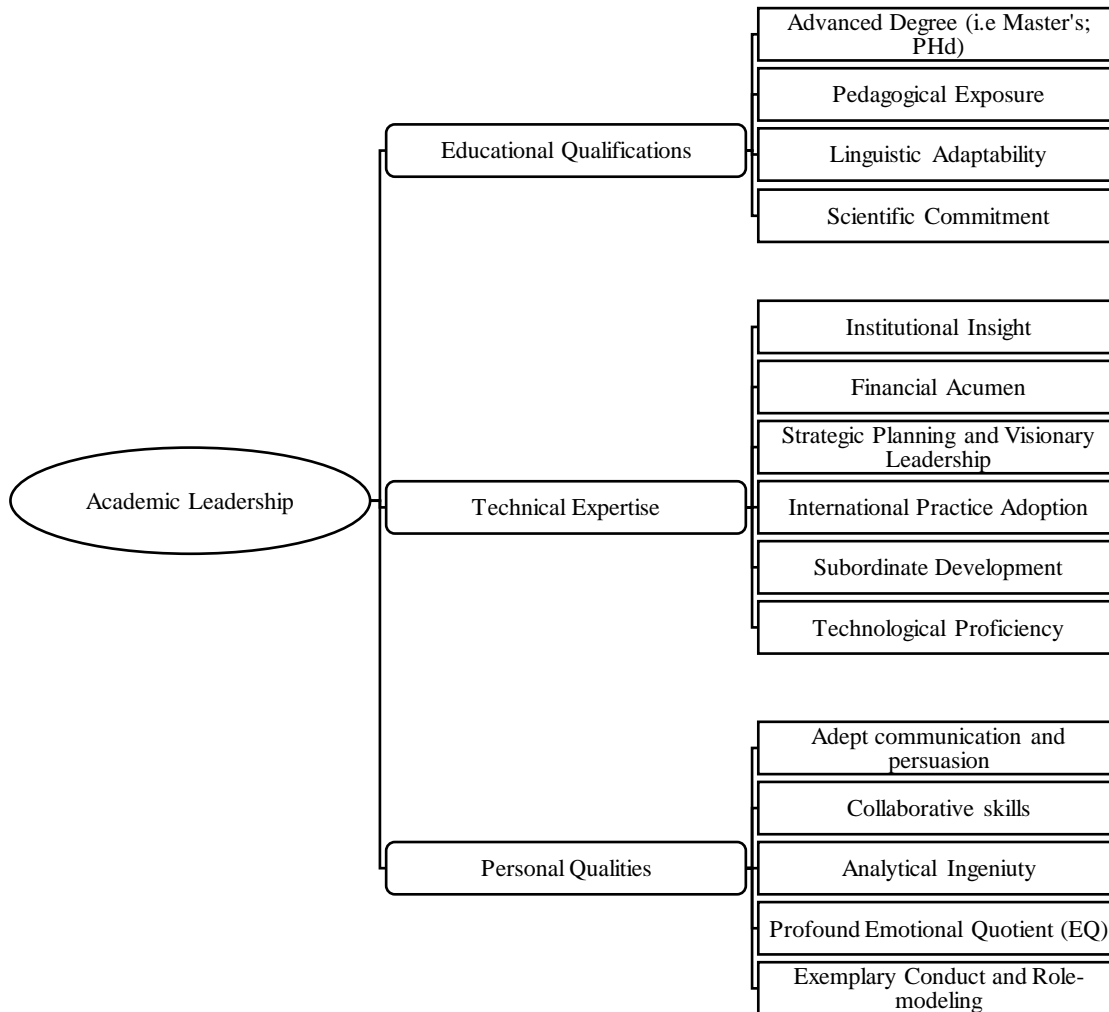 Advanced Degree (i.e Master's;
PHd)
Pedagogical Exposure
Educational Qualifications
Linguistic Adaptability
Scientific Commitment
Institutional Insight
Financial Acumen
Strategic Planning and Visionary
Leadership
Academic Leadership
Technical Expertise
International Practice Adoption
Subordinate Development
Technological Proficiency
Adept communication and
persuasion
Collaborative skills
Personal Qualities
Analytical Ingeniuty
Profound Emotional Quotient (EQ)
Exemplary Conduct and Role-
modeling